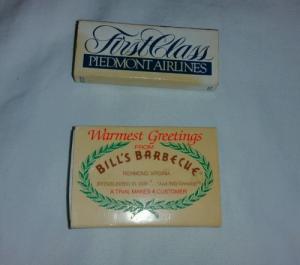 First Class
PIEDMONT AIRLINES
Warmest Greetings
FROM
BILL'S BARBECUE
RICHMOND, VIRGINIA
A TRIAL MAKES A CUSTOMER